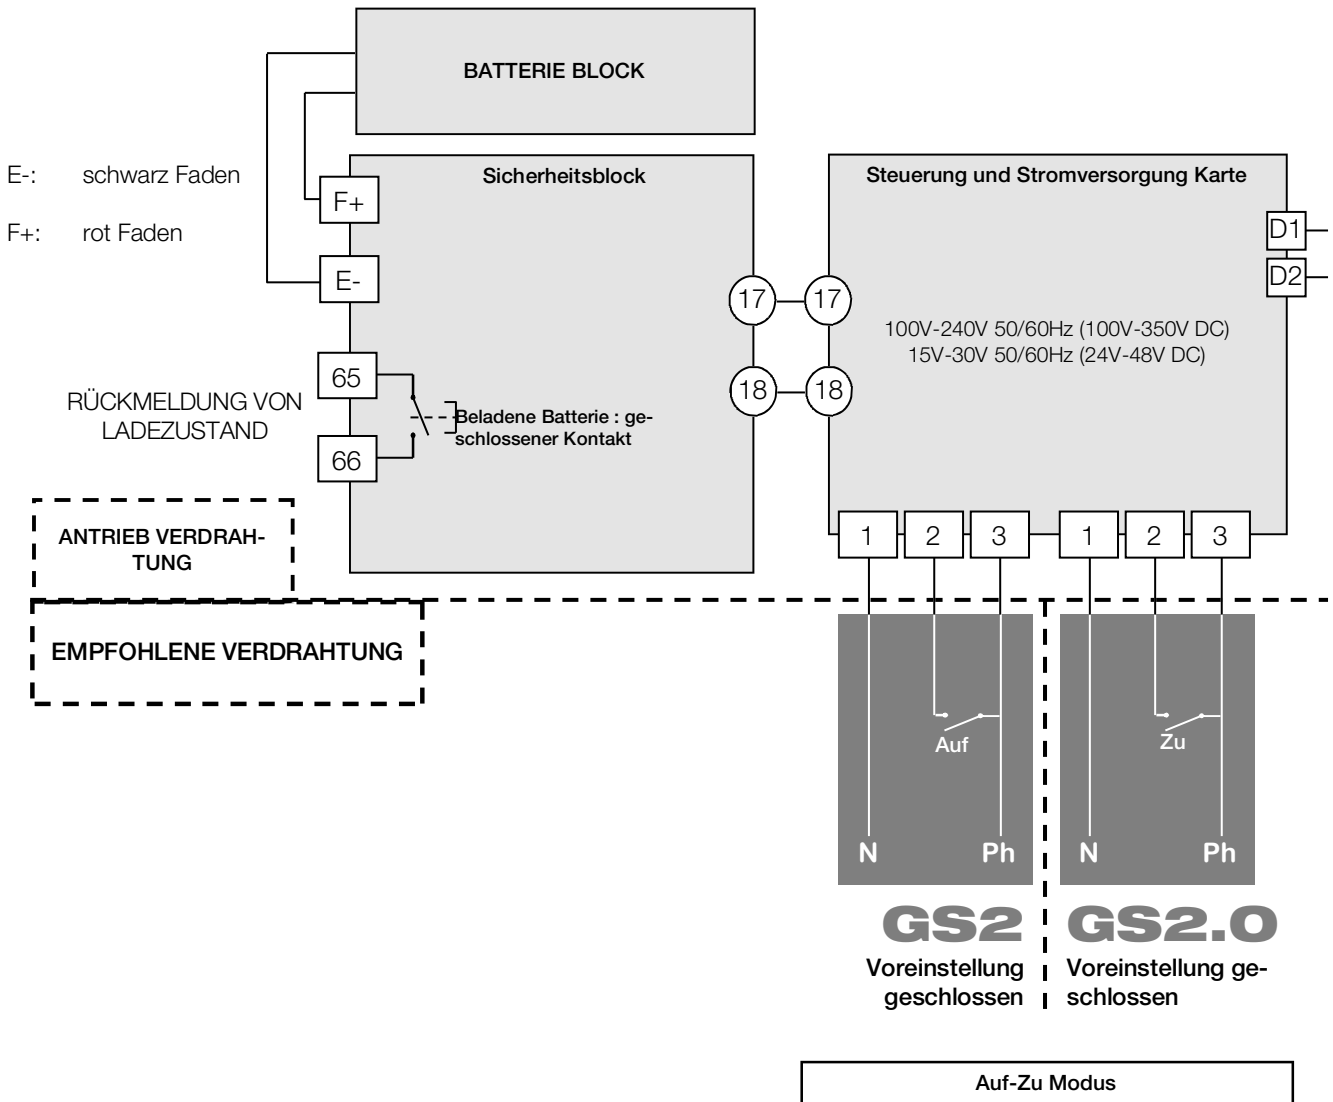 BATTERIE BLOCK
E-: schwarz Faden
F+: rot Faden
Sicherheitsblock
Steuerung und Stromversorgung Karte
F+
E-
D1
D2
17
17
18
18
100V-240V 50/60Hz (100V-350V DC)
15V-30V 50/60Hz (24V-48V DC)
65
66
RÜCKMELDUNG VON
LADEZUSTAND
Beladene Batterie : ge-
schlossener Kontakt
1 2 3 1 2 3
ANTRIEB VERDRAH-
TUNG
EMPFOHLENE VERDRAHTUNG
Auf
Zu
N Ph N Ph
GS2
Voreinstellung
geschlossen
GS2.0
Voreinstellung ge-
schlossen
Auf-Zu Modus